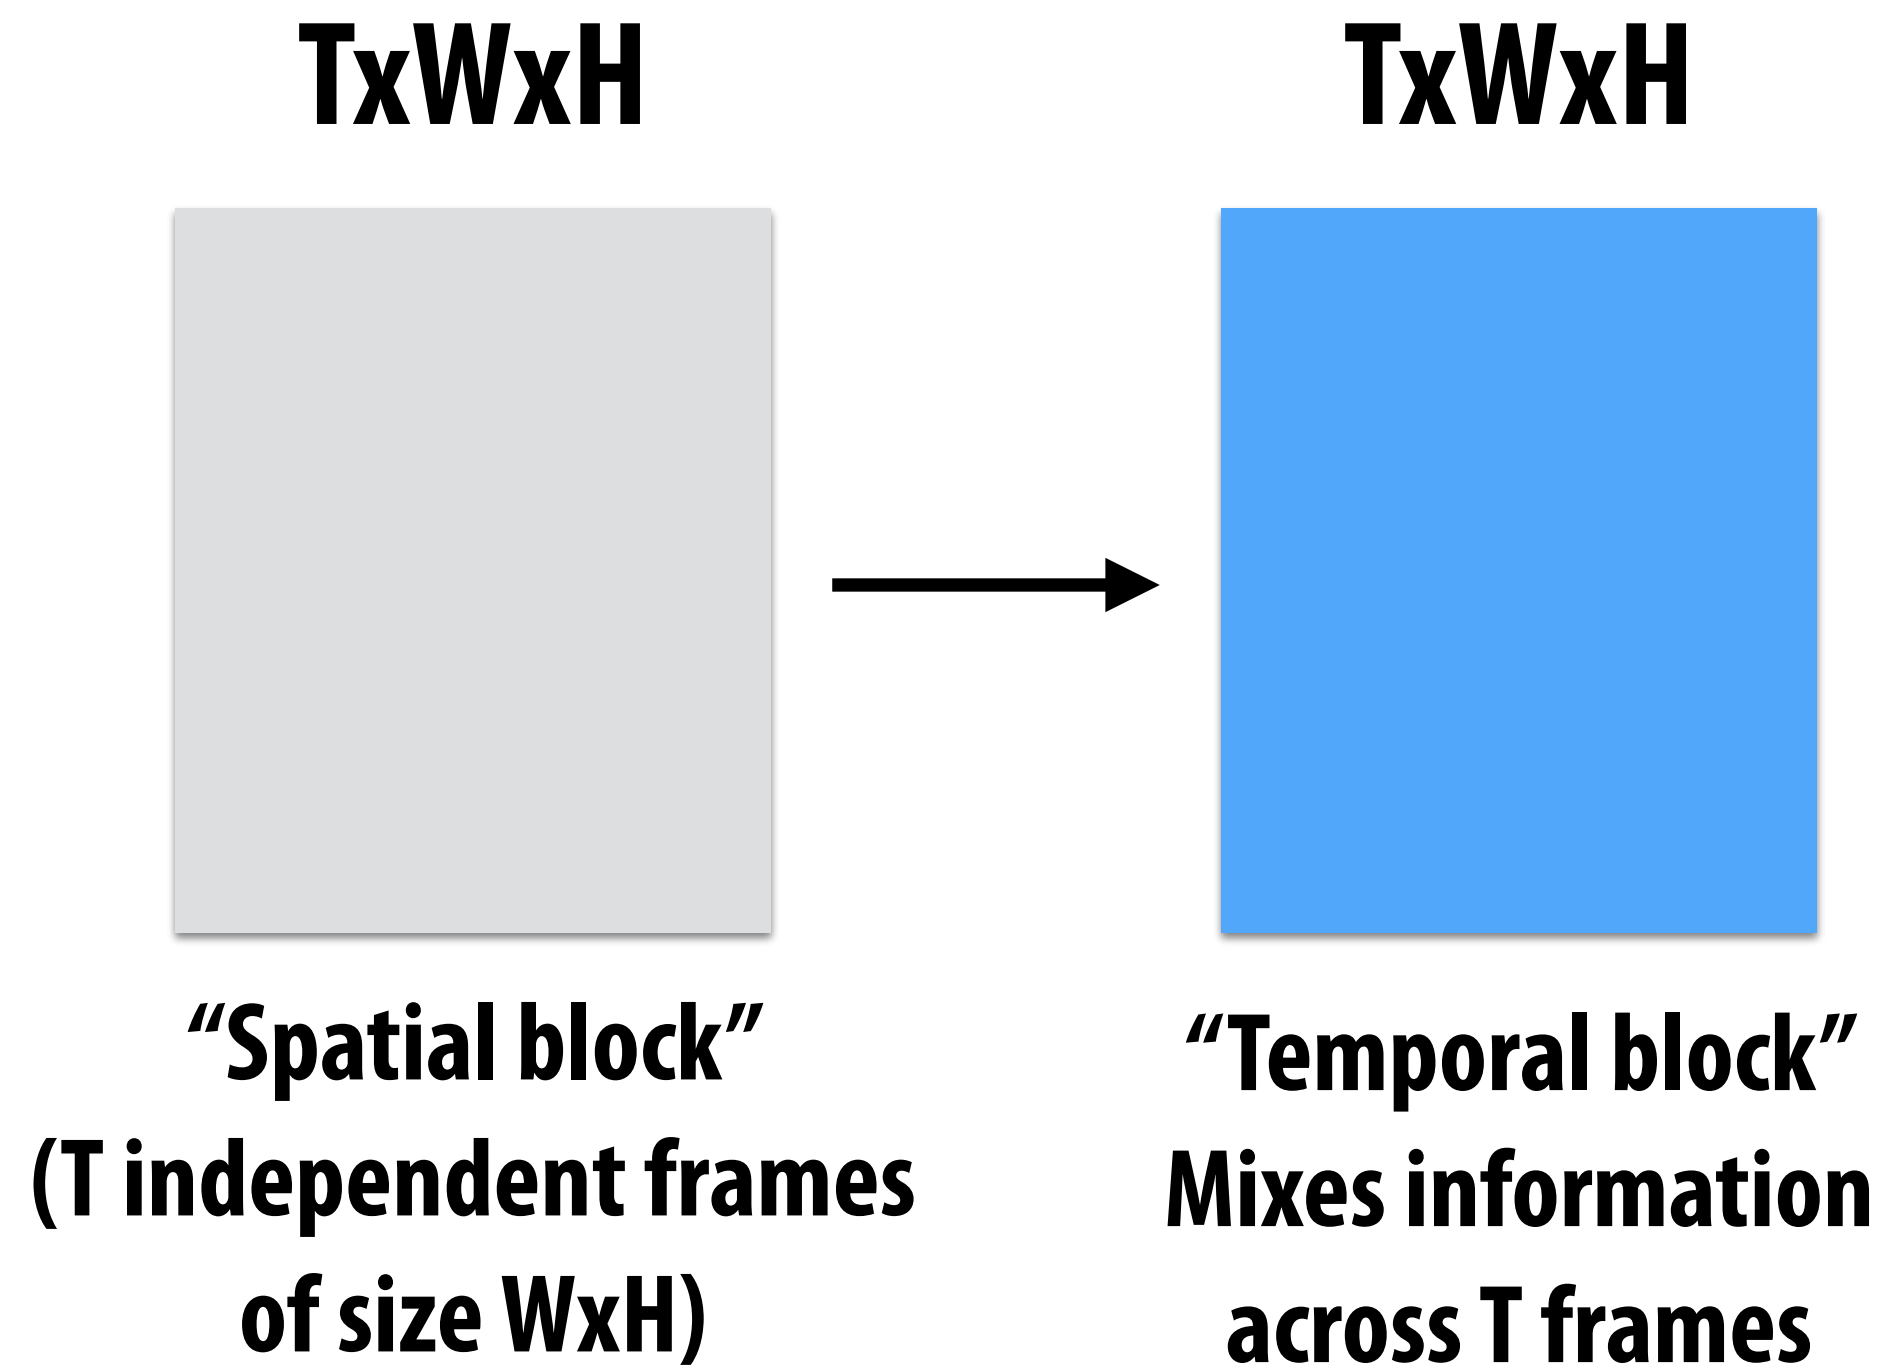 TxWxH
TxWxH
“Spatial block”
(T independent frames
of size WxH)
“Temporal block”
Mixes information
across T frames